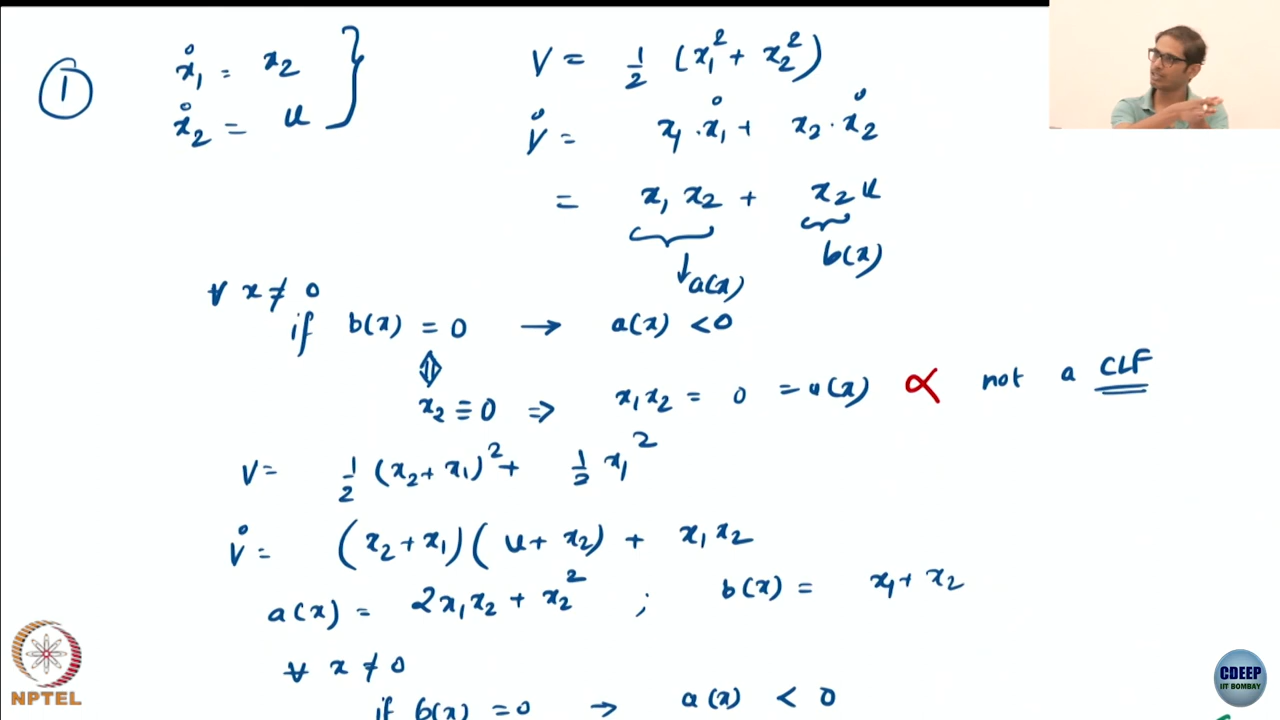 ①
ẋ₁ = x₂
ẋ₂ = u
V = 1/2 (x₁² + x₂²)
V̇ = x₁·ẋ₁ + x₂·ẋ₂
= x₁ x₂ + x₂ u
↓a(x)
b(x)
∀ x ≠ 0
if b(x) = 0 → a(x) < 0
⇕
x₂ ≡ 0 ⇒ x₁x₂ = 0 = a(x) ∝ not a CLF
V = 1/2 (x₂ + x₁)² + 1/2 x₁²
V̇ = (x₂ + x₁)(u + x₂) + x₁x₂
a(x) = 2x₁x₂ + x₂² ; b(x) = x₁ + x₂
∀ x ≠ 0
if b(x) = 0 → a(x) < 0
NPTEL
CDEEP
IIT BOMBAY